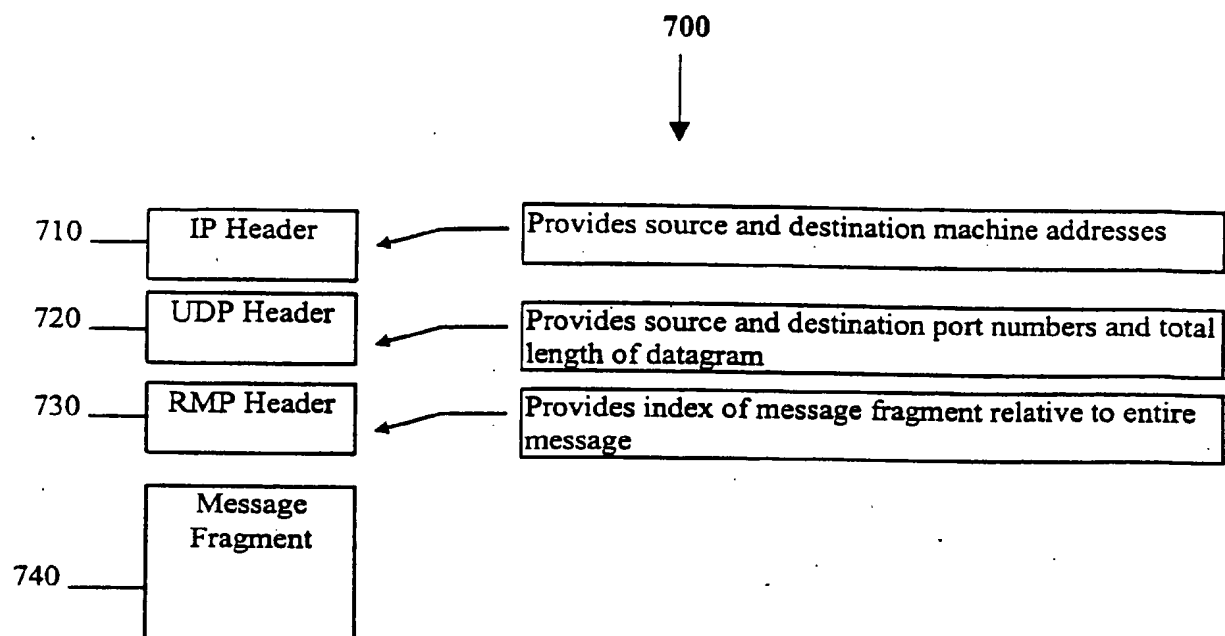 700
710
IP Header
Provides source and destination machine addresses
720
UDP Header
Provides source and destination port numbers and total
length of datagram
730
RMP Header
Provides index of message fragment relative to entire
message
Message
Fragment
740